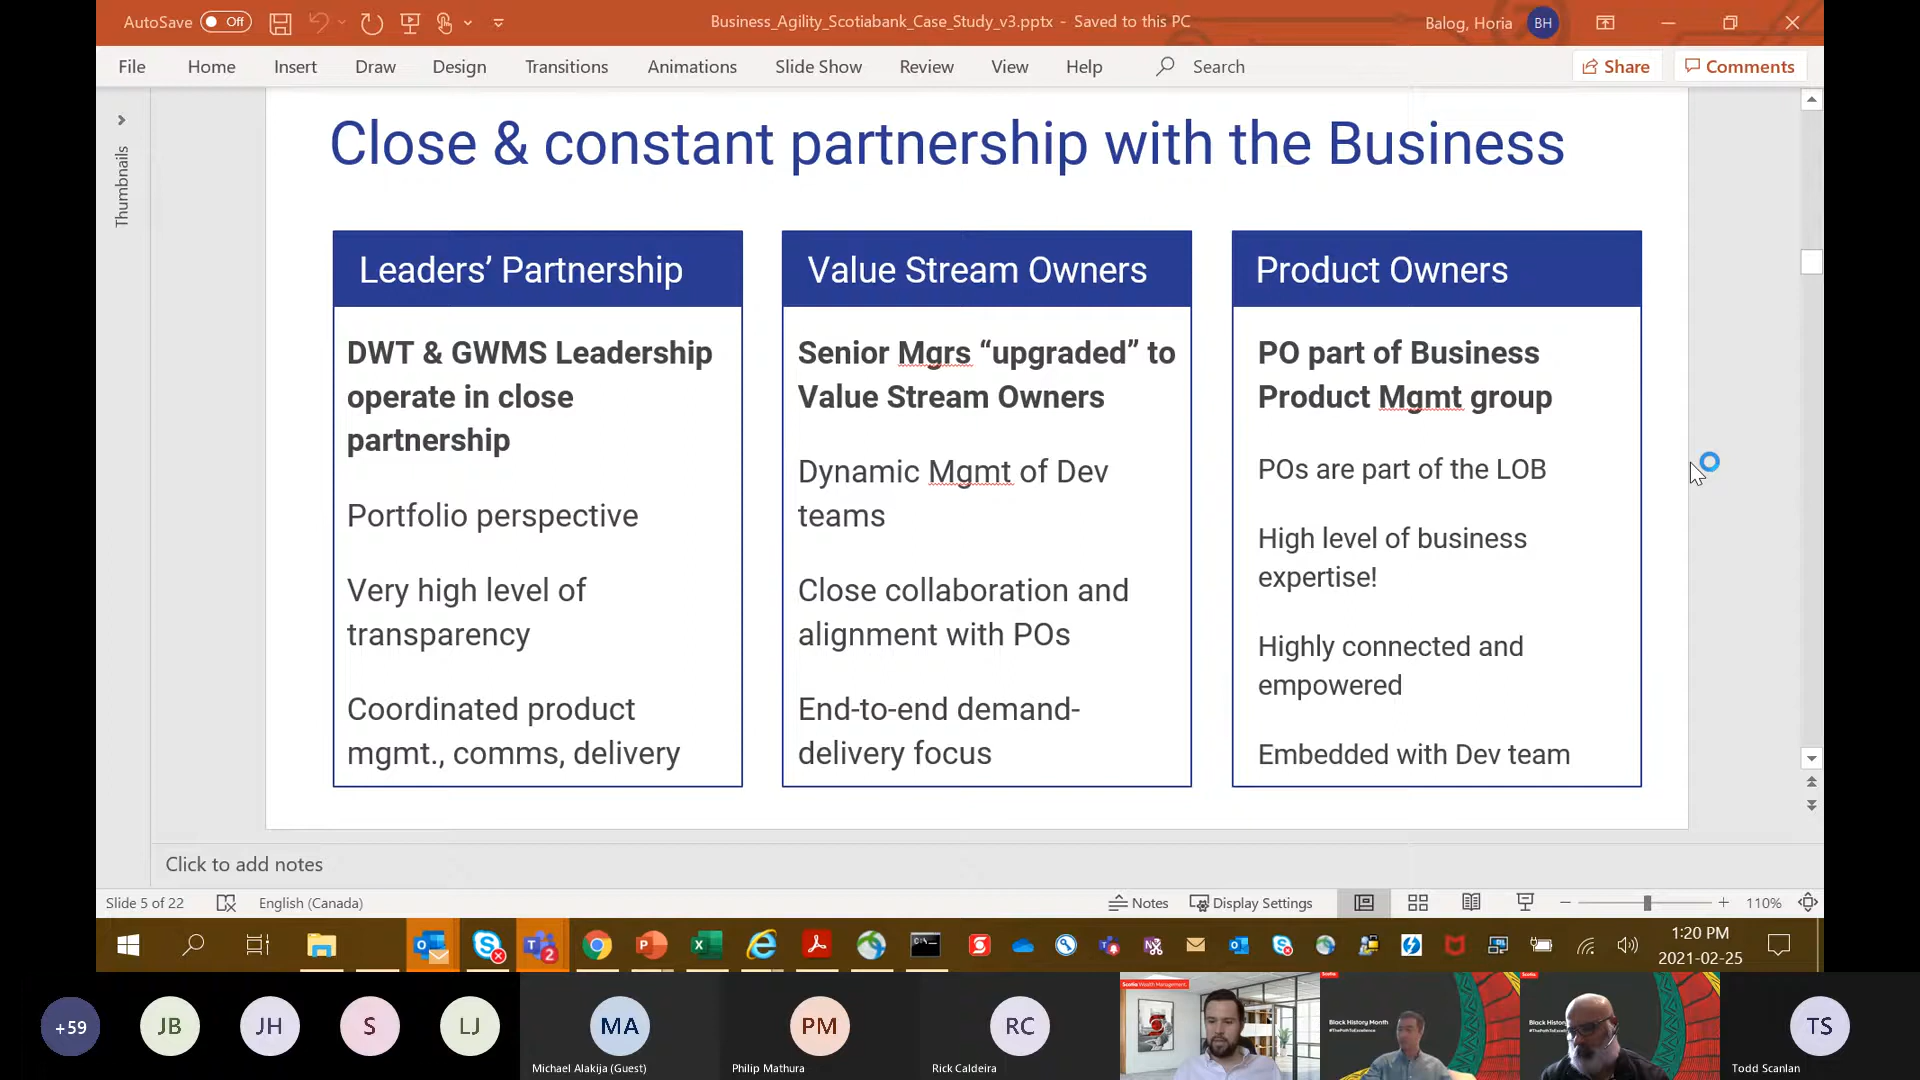 AutoSave Off
Business_Agility_Scotiabank_Case_Study_v3.pptx - Saved to this PC
Balog, Horia BH
File Home Insert Draw Design Transitions Animations Slide Show Review View Help Search
Share Comments
Thumbnails
Close & constant partnership with the Business
Leaders’ Partnership
DWT & GWMS Leadership
operate in close
partnership
Portfolio perspective
Very high level of
transparency
Coordinated product
mgmt., comms, delivery
Value Stream Owners
Senior Mgrs “upgraded” to
Value Stream Owners
Dynamic Mgmt of Dev
teams
Close collaboration and
alignment with POs
End-to-end demand-
delivery focus
Product Owners
PO part of Business
Product Mgmt group
POs are part of the LOB
High level of business
expertise!
Highly connected and
empowered
Embedded with Dev team
Click to add notes
Slide 5 of 22 English (Canada) Notes Display Settings 110%
1:20 PM
2021-02-25
+59 JB JH S LJ MA PM RC TS
Scotia Wealth Management.
Black History Month
#ThePathToExcellence
Michael Alakija (Guest) Philip Mathura Rick Caldeira Todd Scanlan